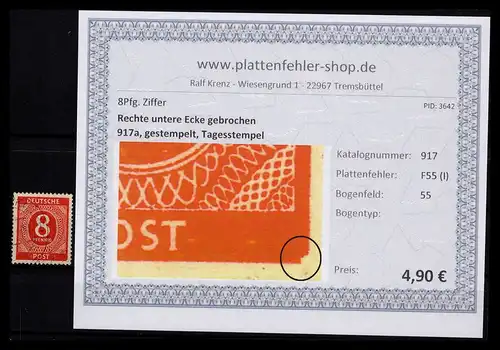 www.plattenfehler-shop.de
Ralf Krenz - Wiesengrund 1 - 22967 Tremsbüttel
8Pfg. Ziffer
PID: 3642
Rechte untere Ecke gebrochen
917a, gestempelt, Tagesstempel
Katalognummer: 917
Plattenfehler: F55 (I)
Bogenfeld: 55
Bogentyp:
Preis: 4,90 €
OST
DEUTSCHE
8
PFENNIG
POST